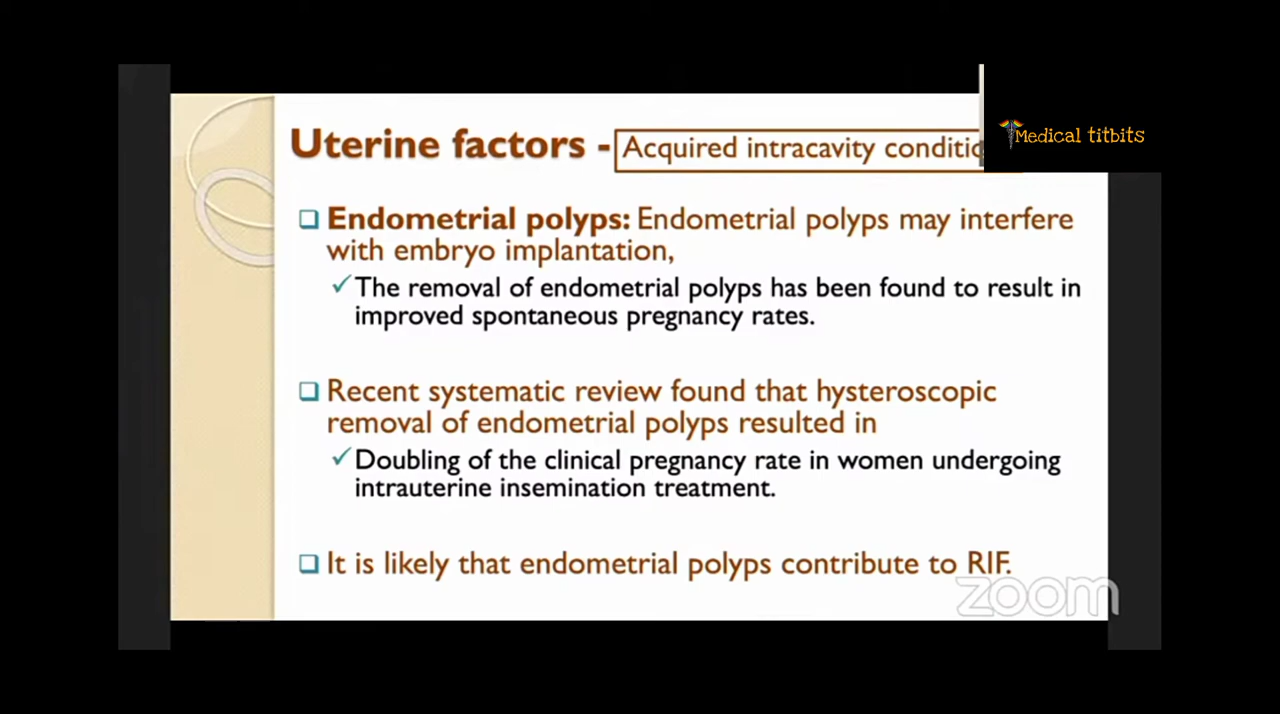 Medical titbits
Uterine factors - Acquired intracavity
Endometrial polyps: Endometrial polyps may interfere
with embryo implantation,
✓The removal of endometrial polyps has been found to result in
improved spontaneous pregnancy rates.
Recent systematic review found that hysteroscopic
removal of endometrial polyps resulted in
✓Doubling of the clinical pregnancy rate in women undergoing
intrauterine insemination treatment.
It is likely that endometrial polyps contribute to RIF.
zoom